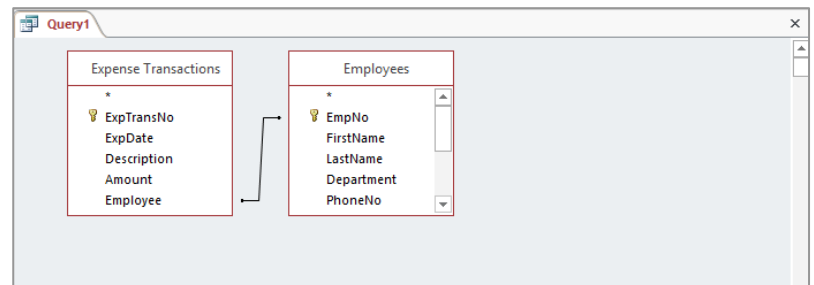 Query1
Expense Transactions
*
ExpTransNo
ExpDate
Description
Amount
Employee
Employees
*
EmpNo
FirstName
LastName
Department
PhoneNo